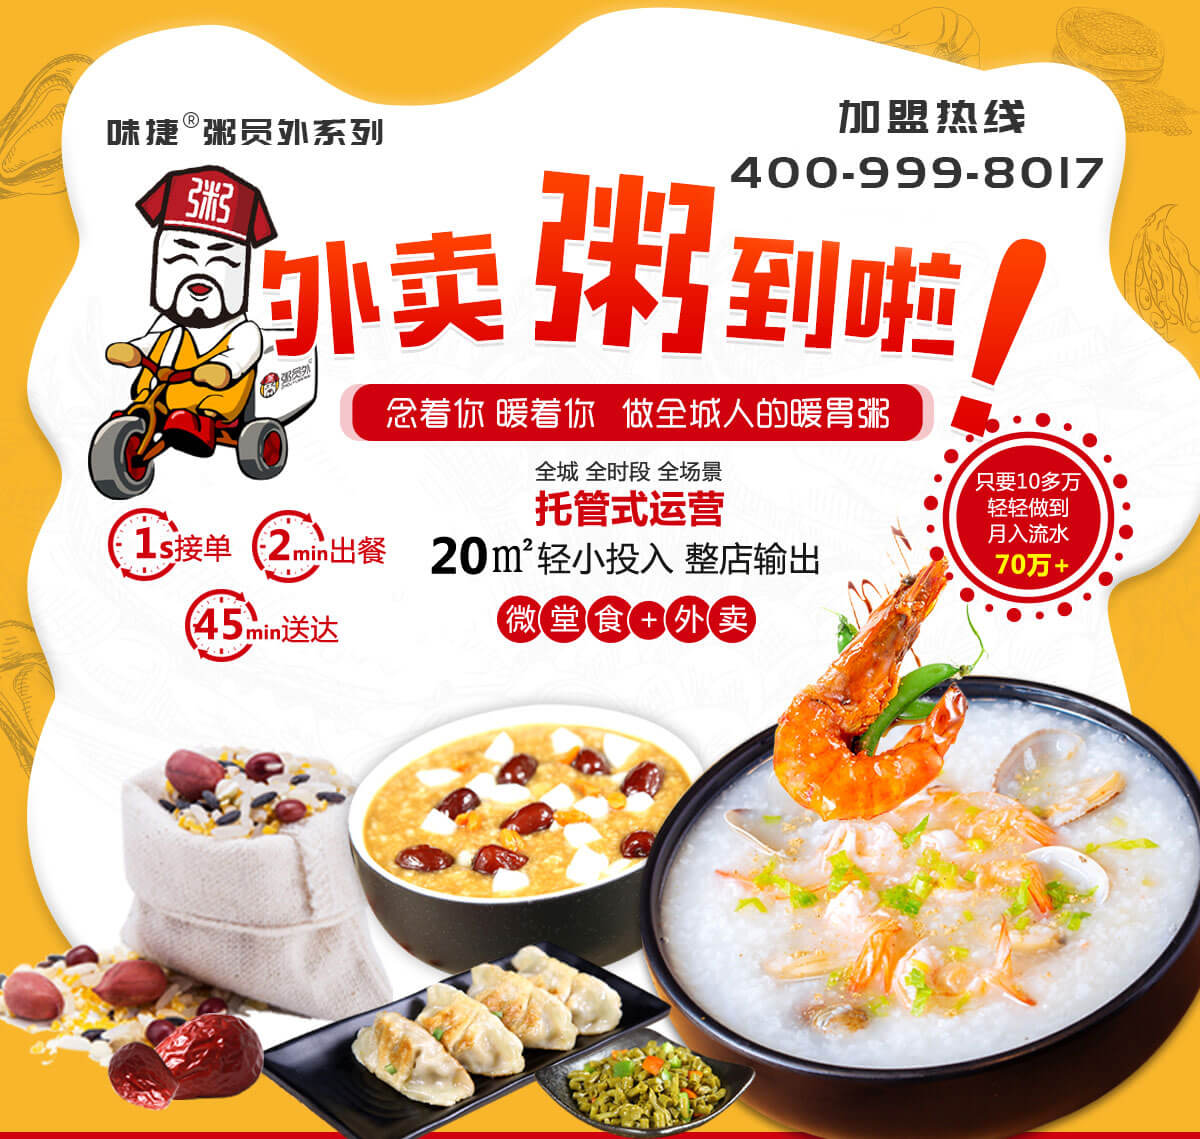 味捷®粥员外系列
加盟热线
400-999-8017
粥
外卖粥到啦！
粥员外
念着你 暖着你 做全城人的暖胃粥
全城 全时段 全场景
托管式运营
20㎡轻小投入 整店输出
微堂食+外卖
1s接单
2min出餐
45min送达
只要10多万
轻轻做到
月入流水
70万+